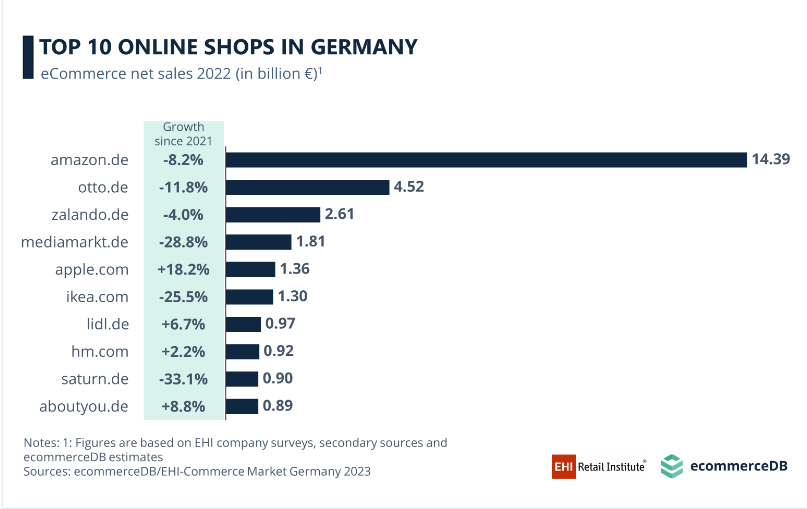 TOP 10 ONLINE SHOPS IN GERMANY
eCommerce net sales 2022 (in billion €)¹
Growth
since 2021
amazon.de -8.2% 14.39
otto.de -11.8% 4.52
zalando.de -4.0% 2.61
mediamarkt.de -28.8% 1.81
apple.com +18.2% 1.36
ikea.com -25.5% 1.30
lidl.de +6.7% 0.97
hm.com +2.2% 0.92
saturn.de -33.1% 0.90
aboutyou.de +8.8% 0.89
Notes: 1: Figures are based on EHI company surveys, secondary sources and
ecommerceDB estimates
Sources: ecommerceDB/EHI-Commerce Market Germany 2023
EHI Retail Institute® ecommerceDB